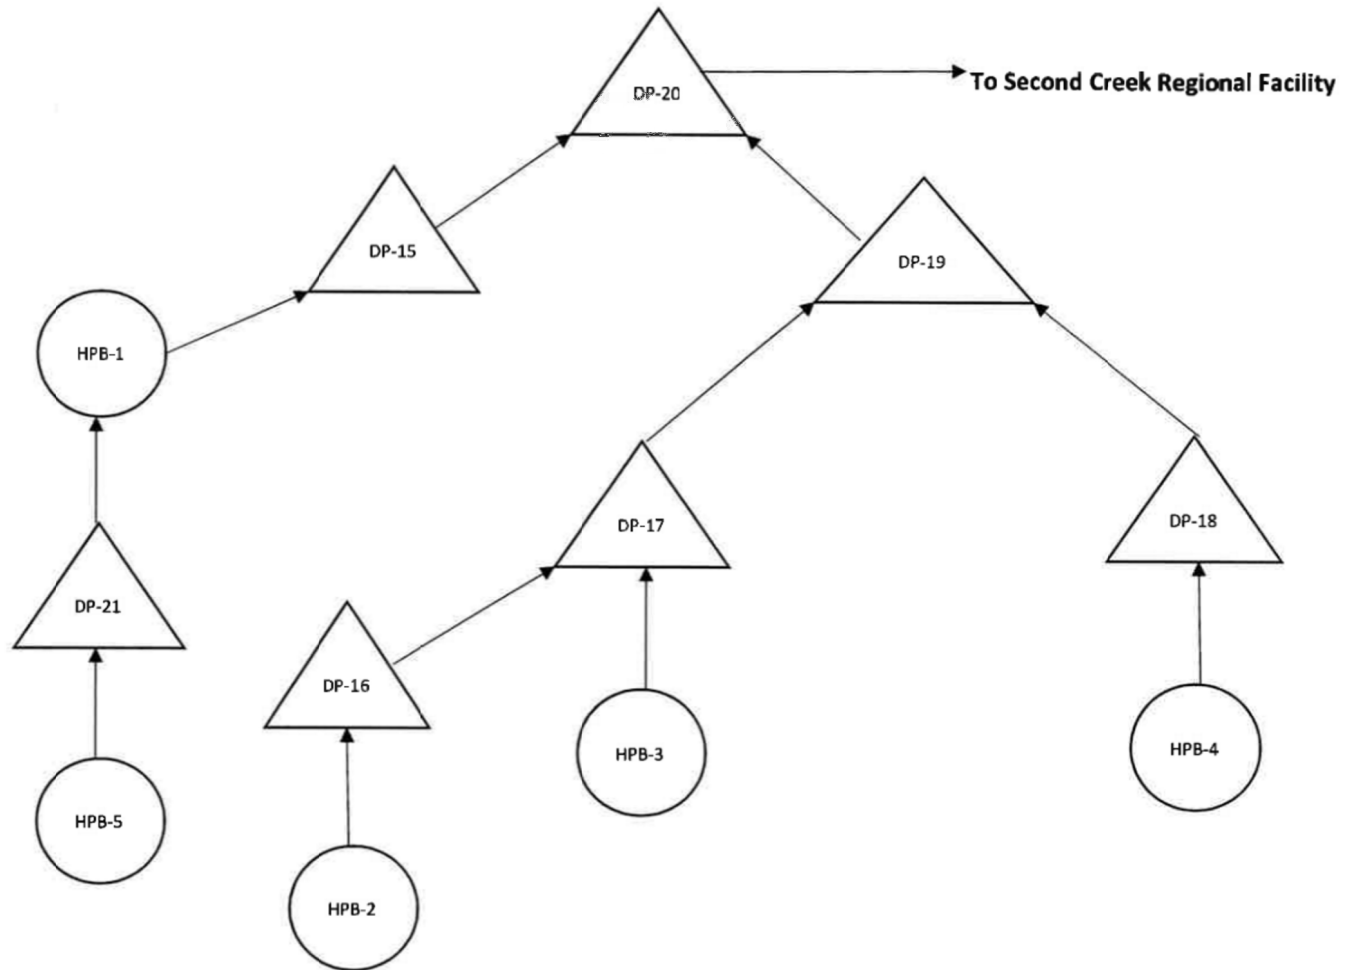 DP-20
To Second Creek Regional Facility
DP-15
DP-19
HPB-1
DP-17
DP-18
DP-21
DP-16
HPB-3
HPB-4
HPB-5
HPB-2